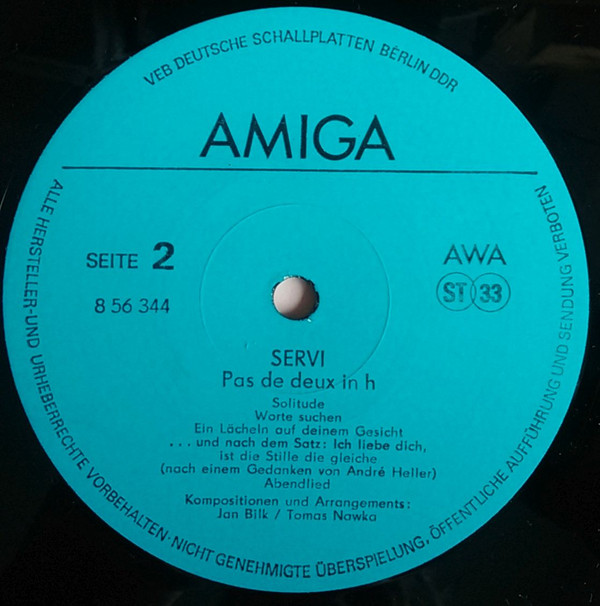 VEB DEUTSCHE SCHALLPLATTEN BERLIN DDR
AMIGA
SEITE 2
8 56 344
AWA
ST 33
SERVI
Pas de deux in h
Solitude
Worte suchen
Ein Lächeln auf deinem Gesicht
. . . und nach dem Satz: Ich liebe dich,
ist die Stille die gleiche
(nach einem Gedanken von André Heller)
Abendlied
Kompositionen und Arrangements:
Jan Bilk / Tomas Nawka
ALLE HERSTELLER-UND URHEBERRECHTE VORBEHALTEN · NICHT GENEHMIGTE ÜBERSPIELUNG, ÖFFENTLICHE AUFFÜHRUNG UND SENDUNG VERBOTEN